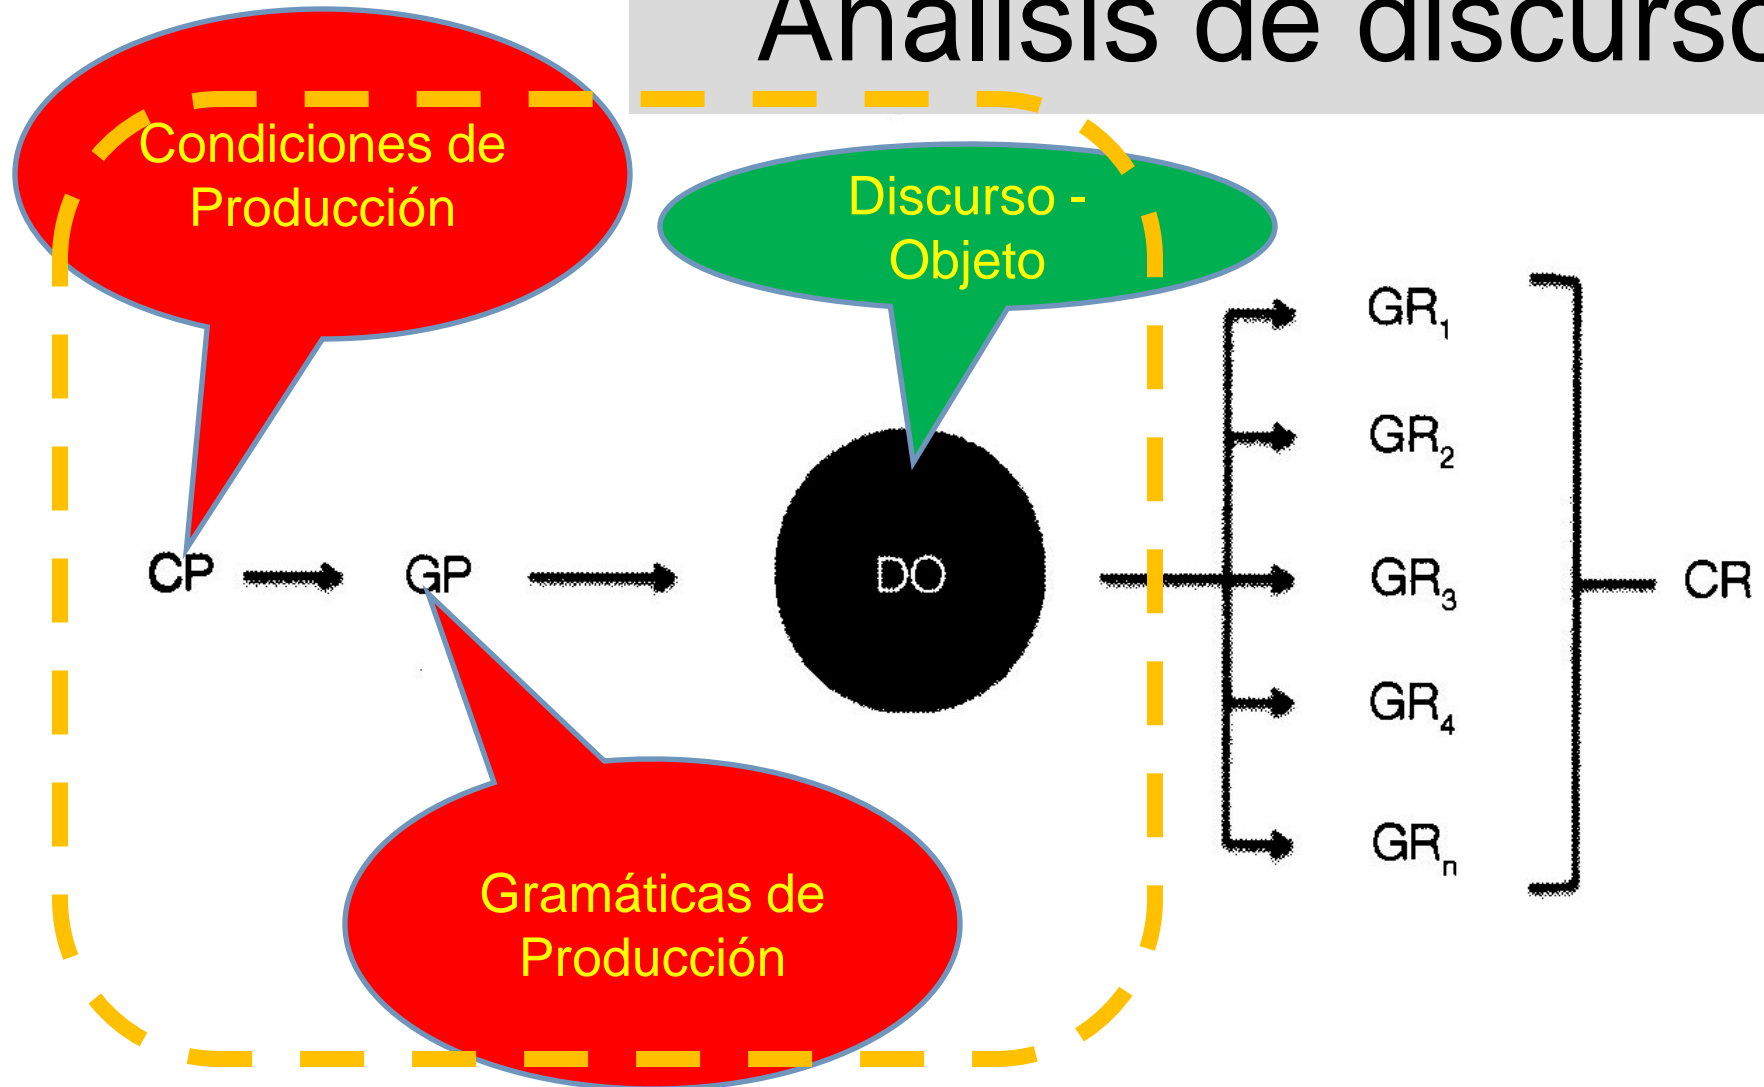 Análisis de discurso
Condiciones de
Producción
Discurso -
Objeto
CP
GP
DO
GR₁
GR₂
GR₃
GR₄
GRₙ
CR
Gramáticas de
Producción